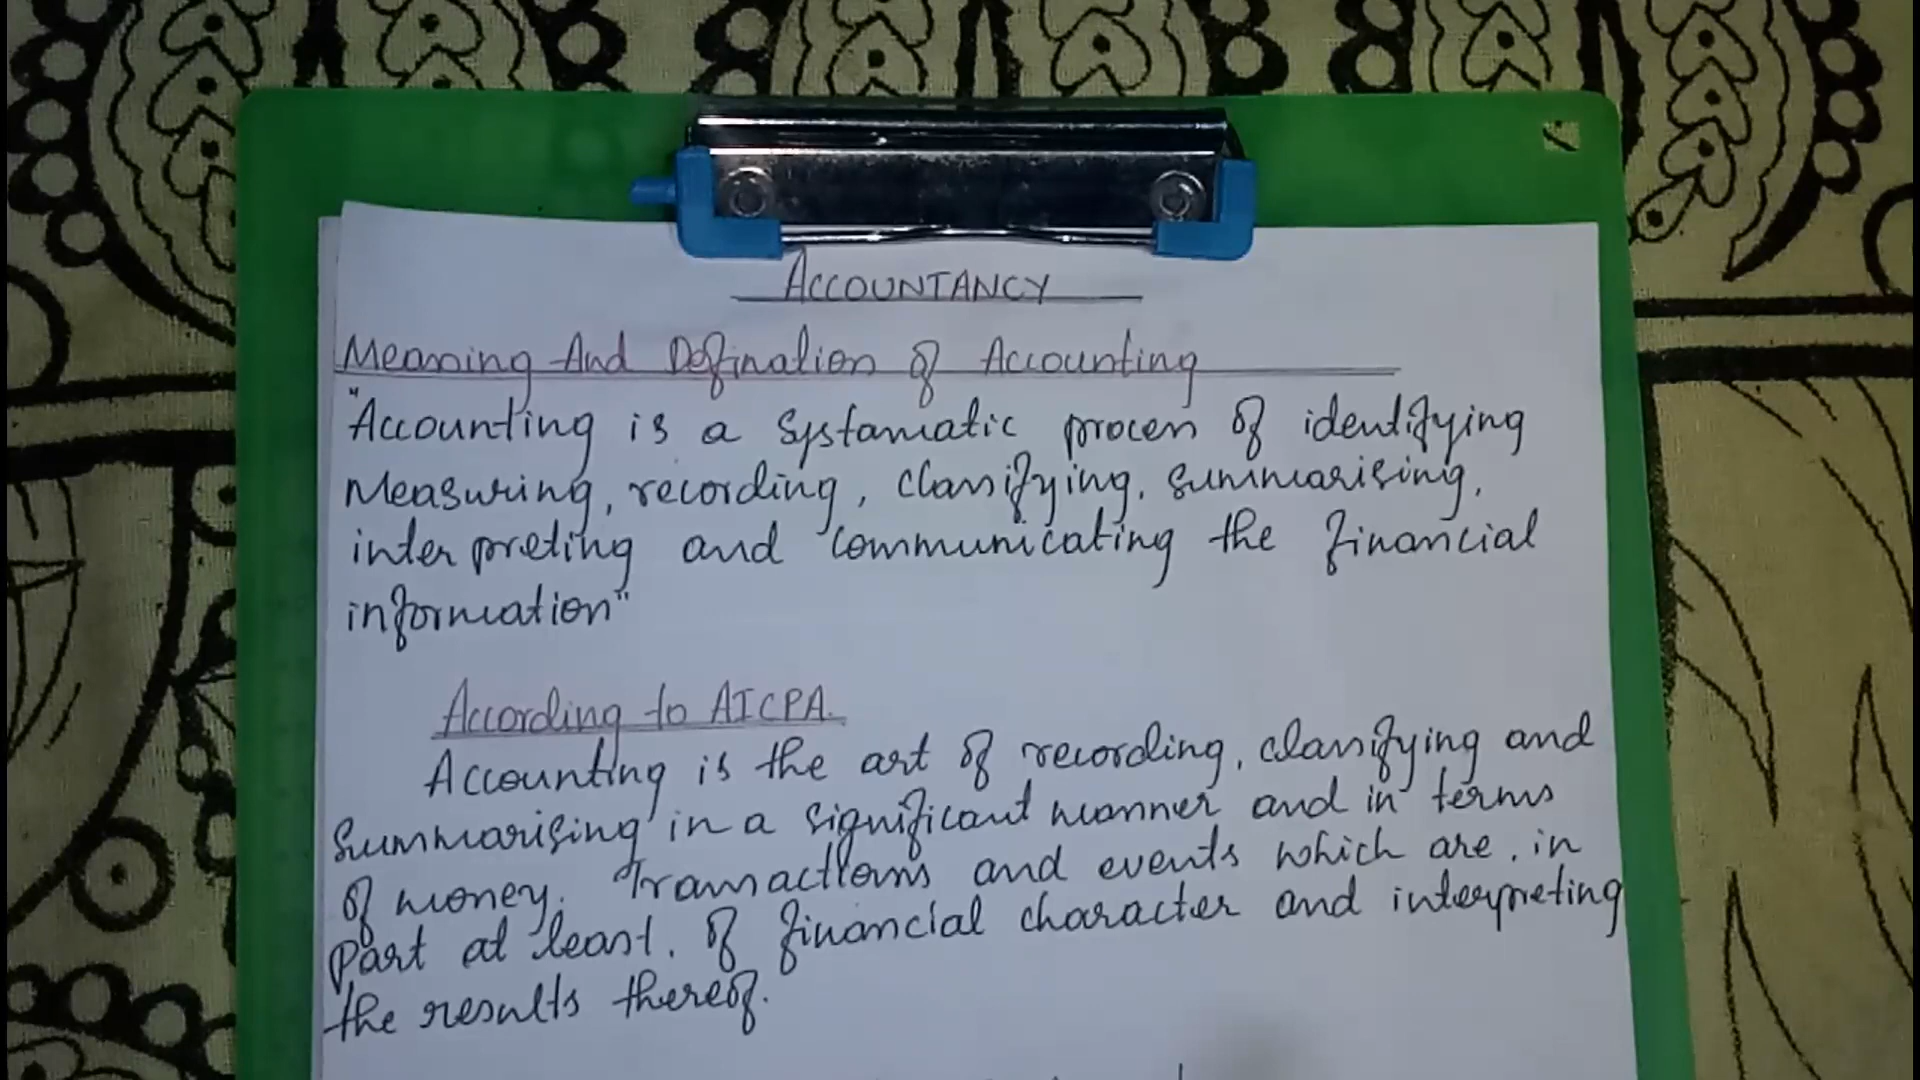 ACCOUNTANCY
Meaning And Defination of Accounting
"Accounting is a systamatic process of identifying
Measuring, recording, classifying, summarising,
interpreting and communicating the financial
information"
According to AICPA.
Accounting is the art of recording, classifying and
summarising in a significant manner and in terms
of money. Transactions and events which are, in
part at least, of financial character and interpreting
the results thereof.